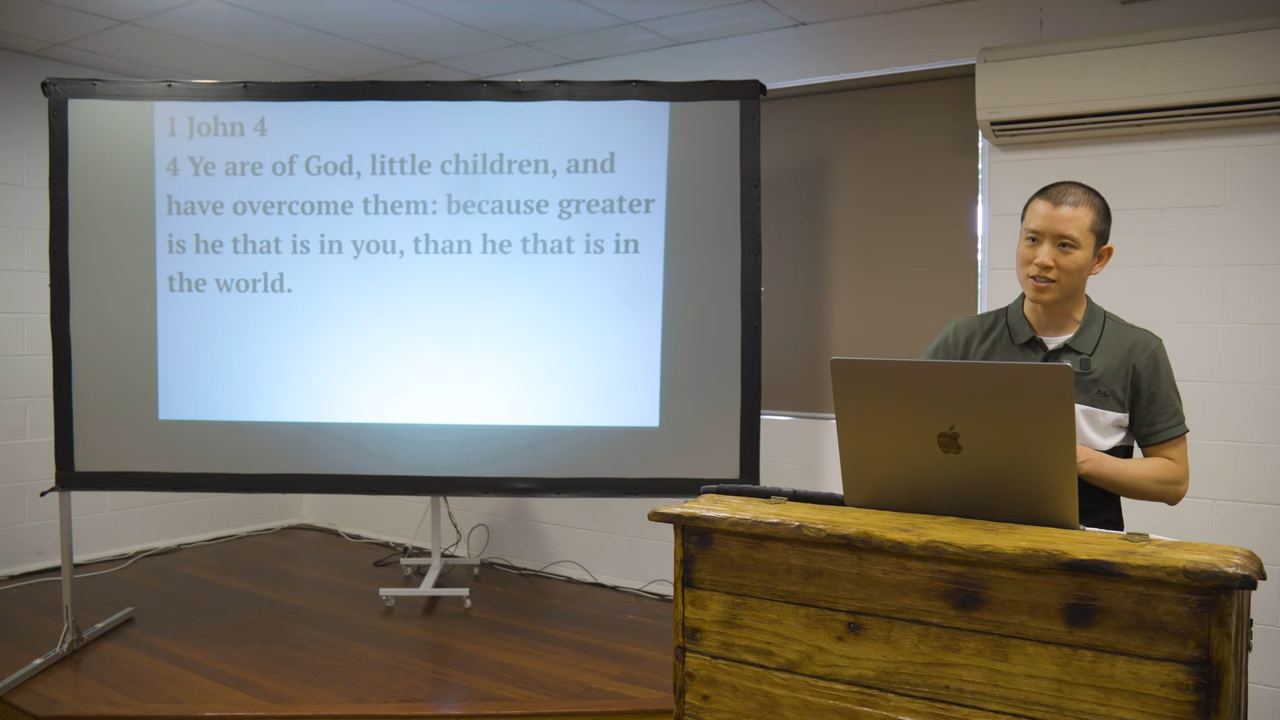 1 John 4
4 Ye are of God, little children, and
have overcome them: because greater
is he that is in you, than he that is in
the world.